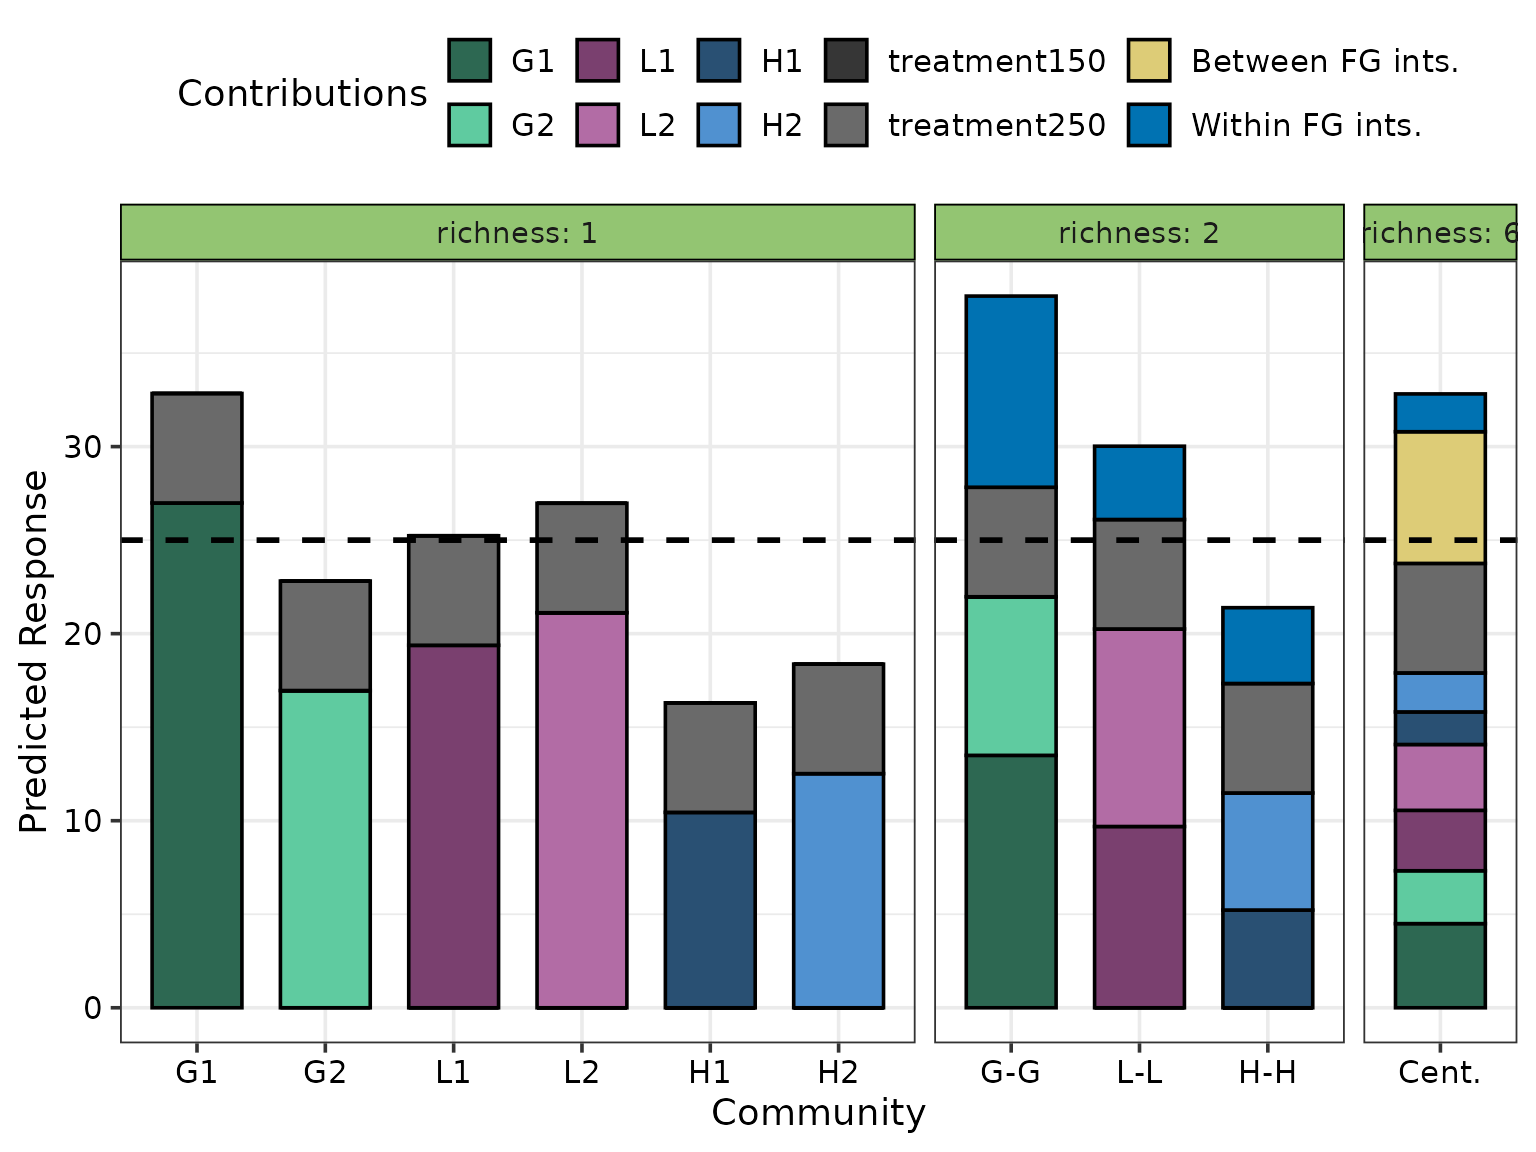 Contributions
G1 L1 H1 treatment150 Between FG ints.
G2 L2 H2 treatment250 Within FG ints.
richness: 1 richness: 2 richness: 6
Predicted Response
30
20
10
0
G1 G2 L1 L2 H1 H2 G-G L-L H-H Cent.
Community